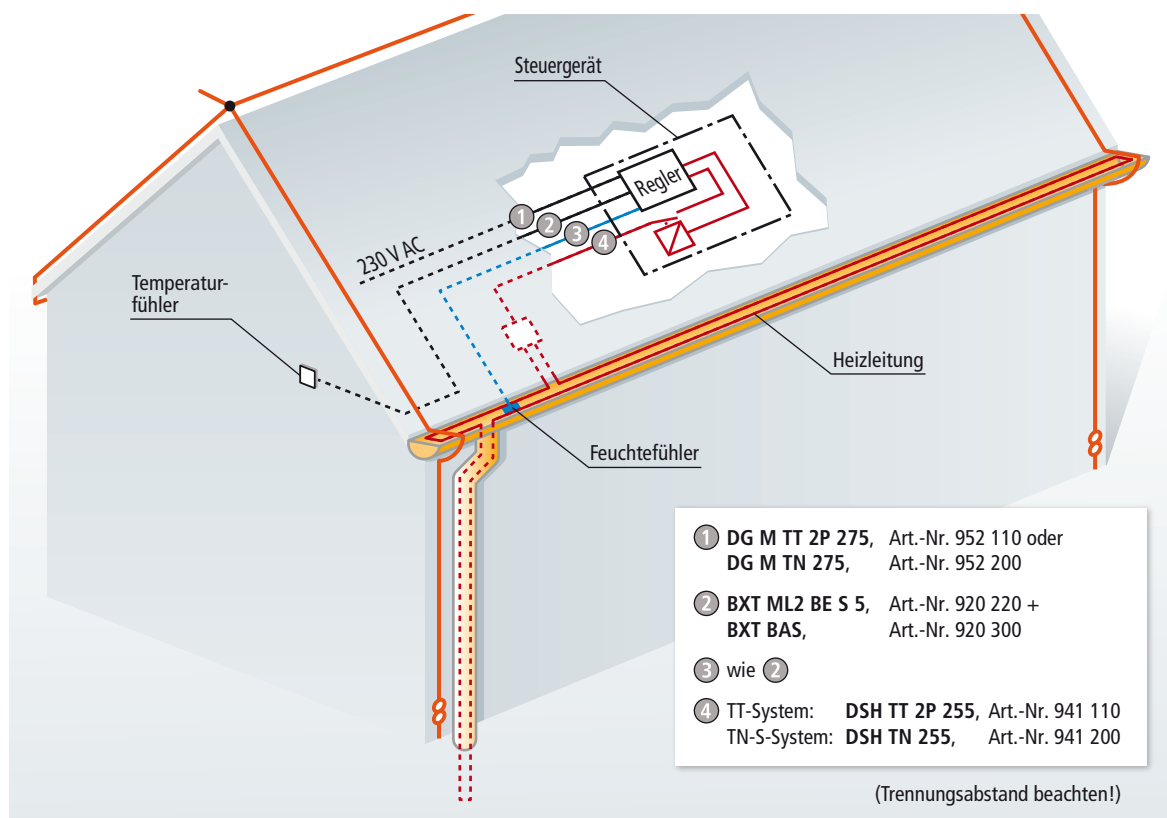 Steuergerät
Regler
1
2
3
4
230 V AC
Temperatur-
fühler
Heizleitung
Feuchtefühler
1 DG M TT 2P 275, Art.-Nr. 952 110 oder
DG M TN 275, Art.-Nr. 952 200
2 BXT ML2 BE S 5, Art.-Nr. 920 220 +
BXT BAS, Art.-Nr. 920 300
3 wie 2
4 TT-System: DSH TT 2P 255, Art.-Nr. 941 110
TN-S-System: DSH TN 255, Art.-Nr. 941 200
(Trennungsabstand beachten!)